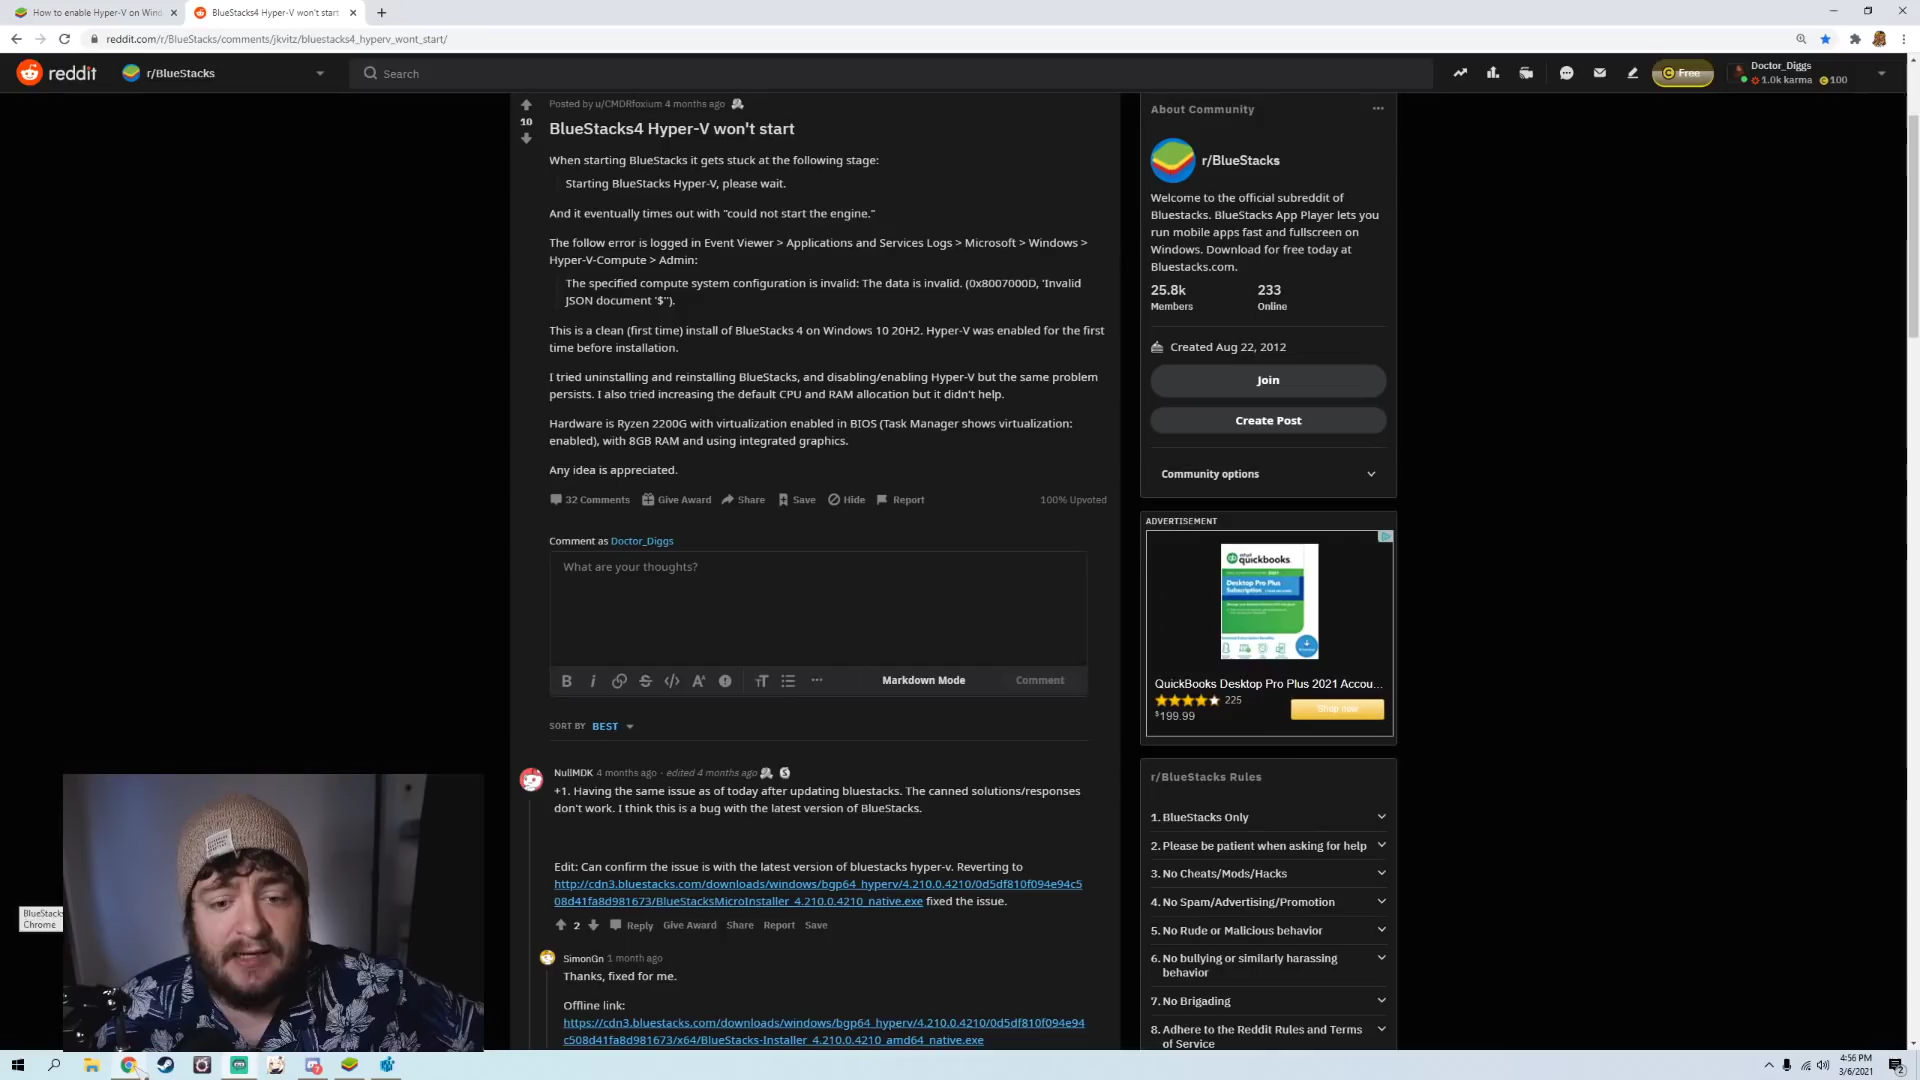 How to enable Hyper-V on Wind
BlueStacks4 Hyper-V won't start
reddit.com/r/BlueStacks/comments/jkvitz/bluestacks4_hyperv_wont_start/
reddit
r/BlueStacks
Search
Free
Doctor_Diggs
1.0k karma
100
Posted by u/CMDRfoxium 4 months ago
10
BlueStacks4 Hyper-V won't start
When starting BlueStacks it gets stuck at the following stage:
Starting BlueStacks Hyper-V, please wait.
And it eventually times out with "could not start the engine."
The follow error is logged in Event Viewer > Applications and Services Logs > Microsoft > Windows >
Hyper-V-Compute > Admin:
The specified compute system configuration is invalid: The data is invalid. (0x8007000D, 'Invalid
JSON document '$'').
This is a clean (first time) install of BlueStacks 4 on Windows 10 20H2. Hyper-V was enabled for the first
time before installation.
I tried uninstalling and reinstalling BlueStacks, and disabling/enabling Hyper-V but the same problem
persists. I also tried increasing the default CPU and RAM allocation but it didn't help.
Hardware is Ryzen 2200G with virtualization enabled in BIOS (Task Manager shows virtualization:
enabled), with 8GB RAM and using integrated graphics.
Any idea is appreciated.
32 Comments Give Award Share Save Hide Report 100% Upvoted
Comment as Doctor_Diggs
What are your thoughts?
Markdown Mode
Comment
SORT BY BEST
NullMDK 4 months ago · edited 4 months ago
+1. Having the same issue as of today after updating bluestacks. The canned solutions/responses
don't work. I think this is a bug with the latest version of BlueStacks.
Edit: Can confirm the issue is with the latest version of bluestacks hyper-v. Reverting to
http://cdn3.bluestacks.com/downloads/windows/bgp64_hyperv/4.210.0.4210/0d5df810f094e94c5
08d41fa8d981673/BlueStacksMicroInstaller_4.210.0.4210_native.exe fixed the issue.
2 Reply Give Award Share Report Save
SimonGn 1 month ago
Thanks, fixed for me.
Offline link:
https://cdn3.bluestacks.com/downloads/windows/bgp64_hyperv/4.210.0.4210/0d5df810f094e94
c508d41fa8d981673/x64/BlueStacks-Installer_4.210.0.4210_amd64_native.exe
About Community
r/BlueStacks
Welcome to the official subreddit of
Bluestacks. BlueStacks App Player lets you
run mobile apps fast and fullscreen on
Windows. Download for free today at
Bluestacks.com.
25.8k
Members
233
Online
Created Aug 22, 2012
Join
Create Post
Community options
ADVERTISEMENT
quickbooks
Desktop Pro Plus
Subscription
QuickBooks Desktop Pro Plus 2021 Accou...
225
$199.99
Shop now
r/BlueStacks Rules
1. BlueStacks Only
2. Please be patient when asking for help
3. No Cheats/Mods/Hacks
4. No Spam/Advertising/Promotion
5. No Rude or Malicious behavior
6. No bullying or similarly harassing
behavior
7. No Brigading
8. Adhere to the Reddit Rules and Terms
of Service
BlueStacks
Chrome
4:56 PM
3/6/2021